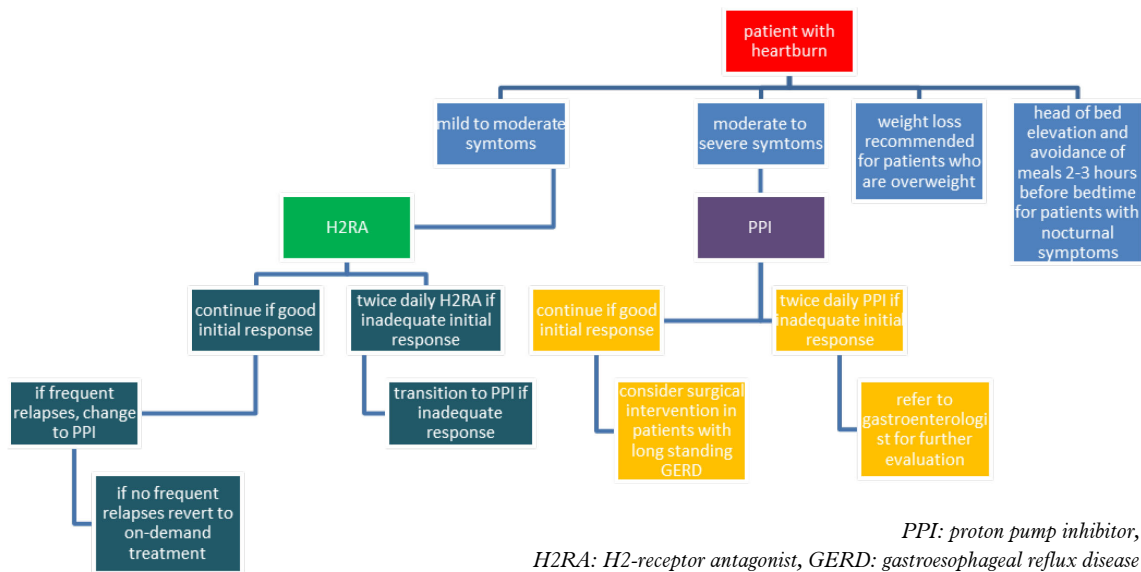 patient with
heartburn
mild to moderate
symtoms
moderate to
severe symtoms
weight loss
recommended
for patients who
are overweight
head of bed
elevation and
avoidance of
meals 2-3 hours
before bedtime
for patients with
nocturnal
symptoms
H2RA
PPI
continue if good
initial response
twice daily H2RA if
inadequate initial
response
continue if good
initial response
twice daily PPI if
inadequate initial
response
if frequent
relapses, change
to PPI
transition to PPI if
inadequate
response
consider surgical
intervention in
patients with
long standing
GERD
refer to
gastroenterologi
st for further
evaluation
if no frequent
relapses revert to
on-demand
treatment
PPI: proton pump inhibitor,
H2RA: H2-receptor antagonist, GERD: gastroesophageal reflux disease